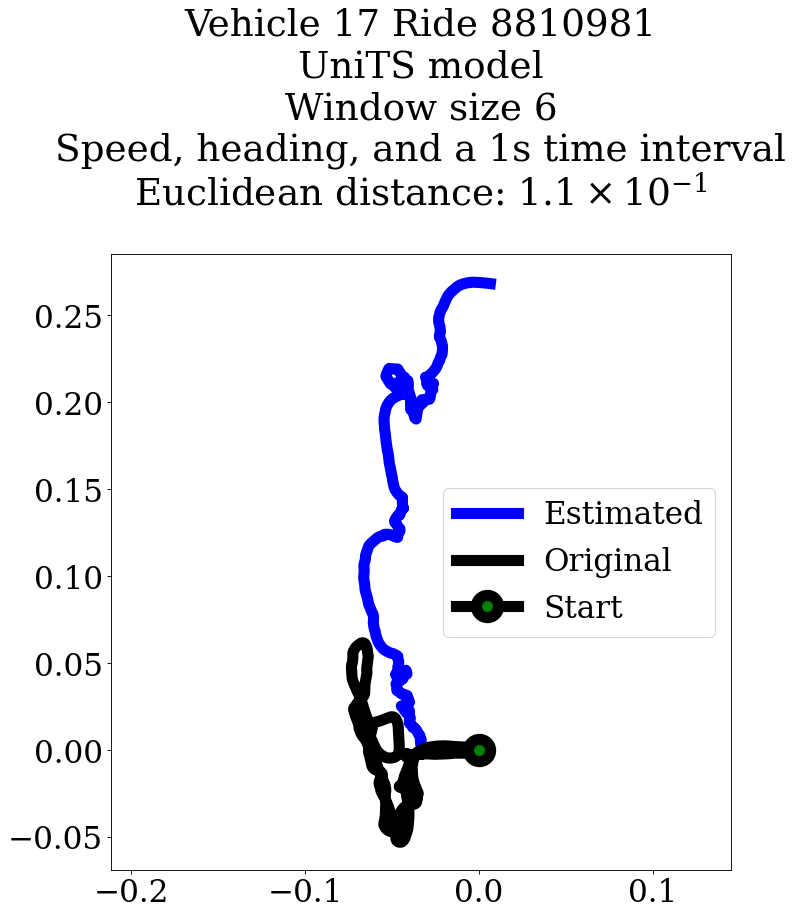 Vehicle 17 Ride 8810981
UniTS model
Window size 6
Speed, heading, and a 1s time interval
Euclidean distance: 1.1 × 10⁻¹
0.25
0.20
0.15
0.10
0.05
0.00
−0.05
Estimated
Original
Start
−0.2
−0.1
0.0
0.1